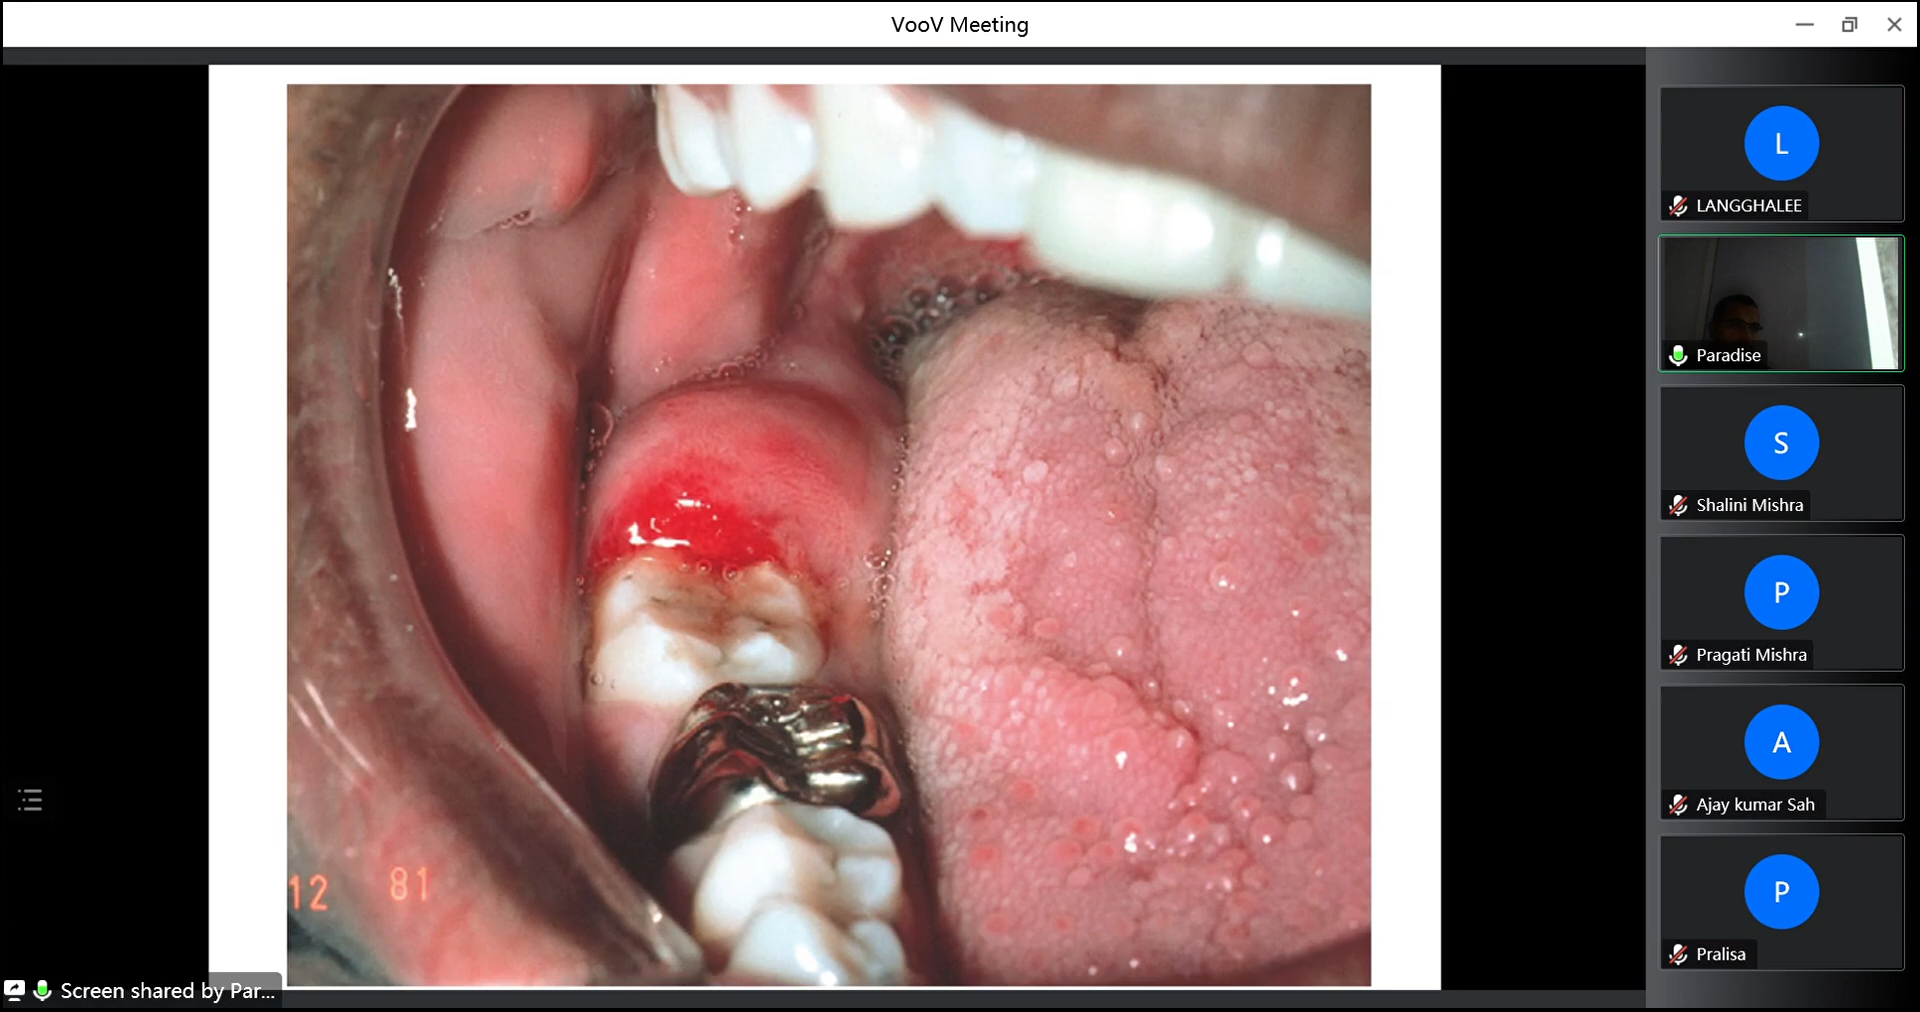 VooV Meeting
LANGGHALEE
Paradise
Shalini Mishra
Pragati Mishra
Ajay kumar Sah
Pralisa
L
S
P
A
P
12 81
Screen shared by Par...